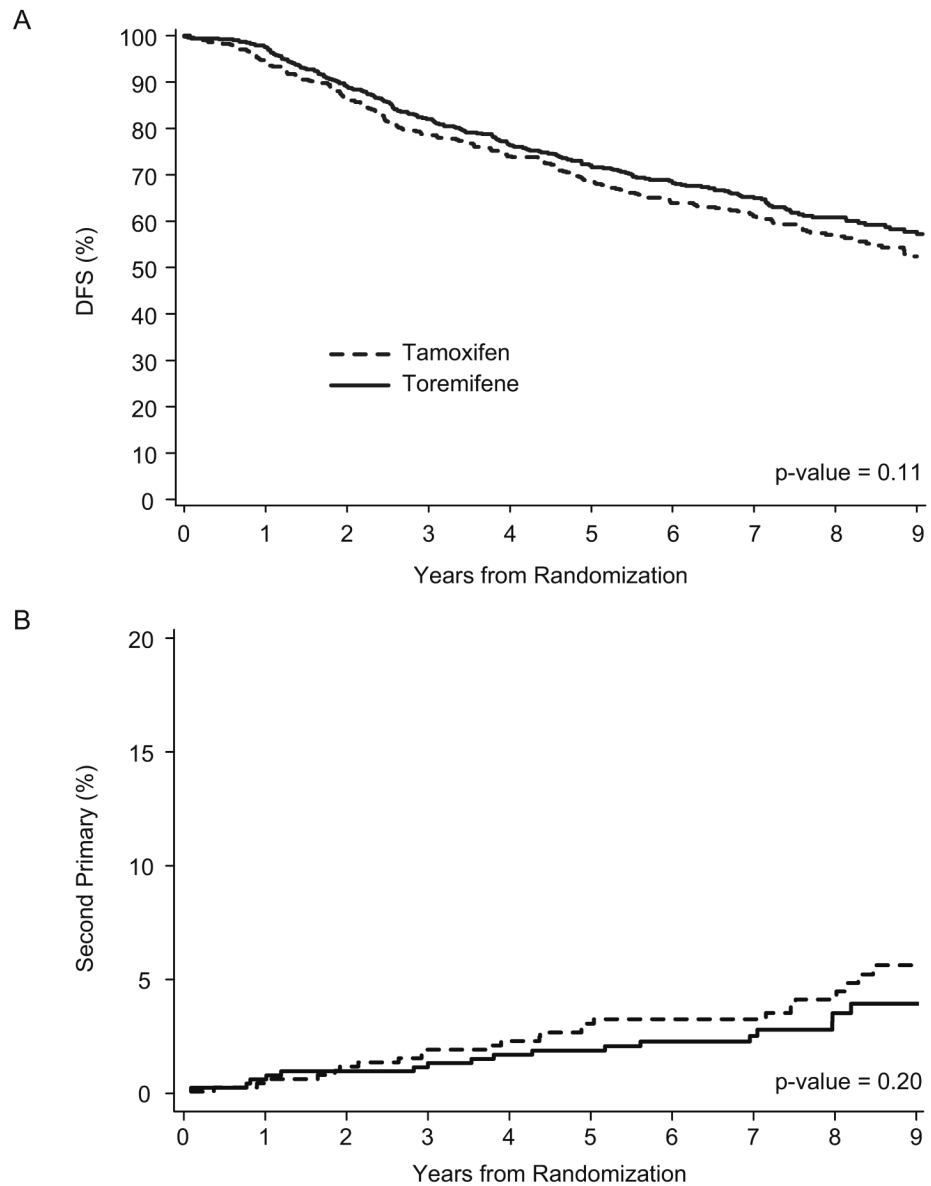 A
100
90
80
70
60
50
40
30
20
10
0
DFS (%)
Tamoxifen
Toremifene
p-value = 0.11
0 1 2 3 4 5 6 7 8 9
Years from Randomization
B
20
15
10
5
0
Second Primary (%)
p-value = 0.20
0 1 2 3 4 5 6 7 8 9
Years from Randomization